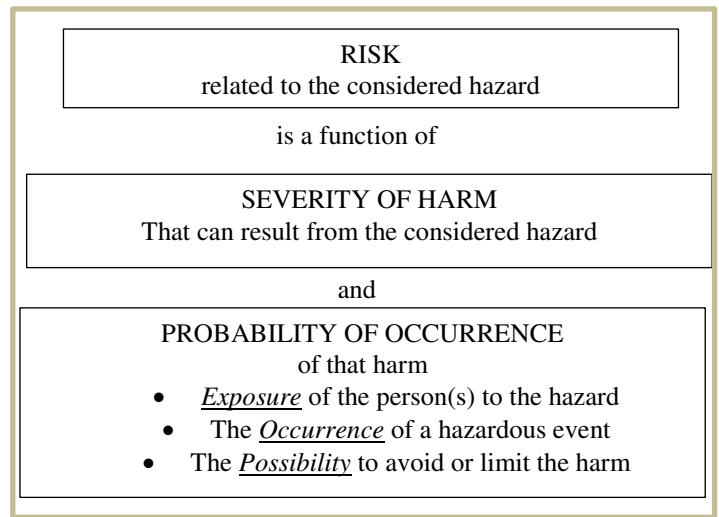 RISK
related to the considered hazard
is a function of
SEVERITY OF HARM
That can result from the considered hazard
and
PROBABILITY OF OCCURRENCE
of that harm
• Exposure of the person(s) to the hazard
• The Occurrence of a hazardous event
• The Possibility to avoid or limit the harm